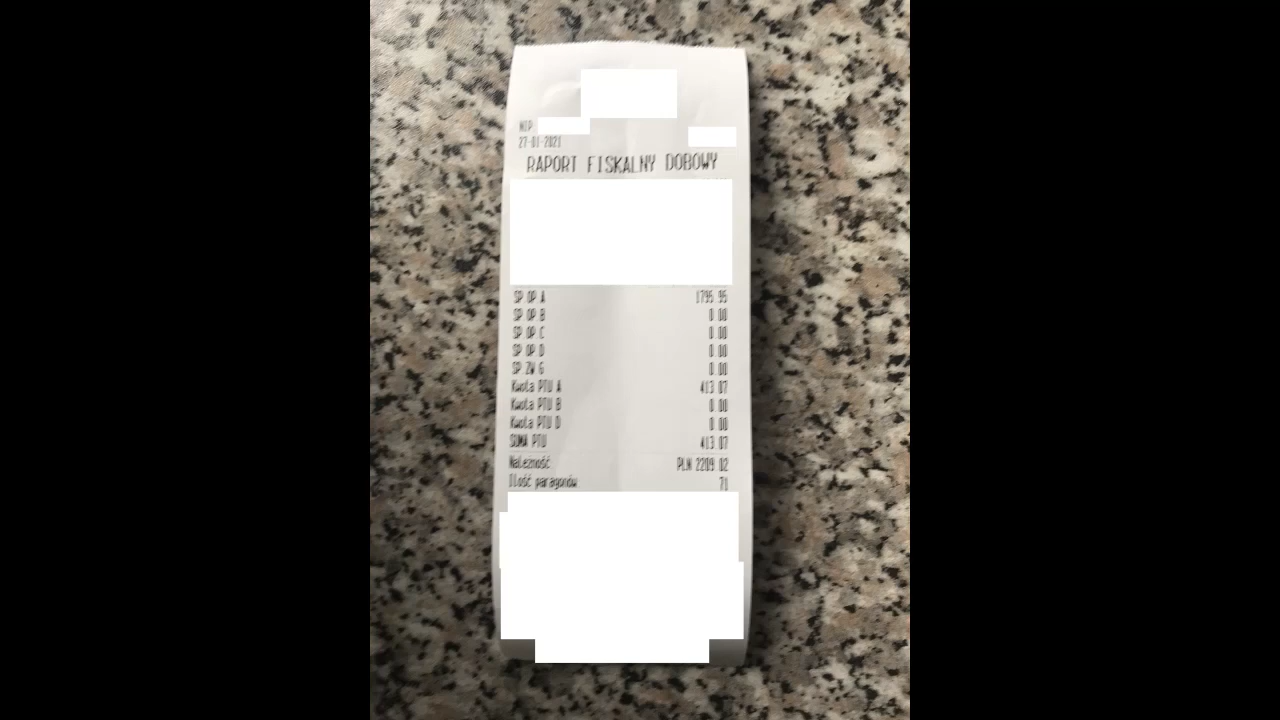 NIP
27-01-2021
RAPORT FISKALNY DOBOWY
SP OP A 1795.95
SP OP B 0.00
SP OP C 0.00
SP OP D 0.00
SP ZW G 0.00
Kwota PTU A 413.07
Kwota PTU B 0.00
Kwota PTU D 0.00
SUMA PTU 413.07
Należność PLN 2209.02
Ilość paragonów 71